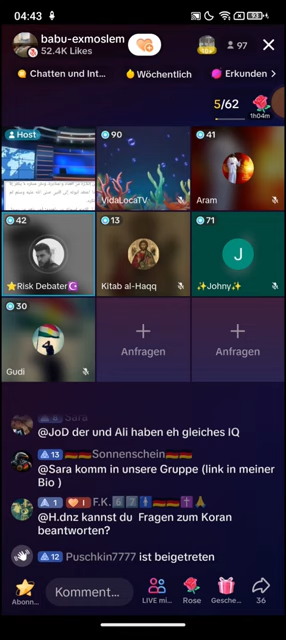 04:43
93
babu-exmoslem
52.4K Likes
97
Chatten und Int...
Wöchentlich
Erkunden >
5/62
1h04m
Host
90
VidaLocaTV
41
Aram
42
⭐Risk Debater☪
13
Kitab al-Haqq
71
J
✨Johny✨
30
Gudi
Anfragen
Anfragen
Sara
@JoD der und Ali haben eh gleiches IQ
13 🇩🇪🇩🇪Sonnenschein🇩🇪🇩🇪
@Sara komm in unsere Gruppe (link in meiner
Bio )
1 I F.K. 6️⃣7️⃣🚹🇩🇪🇩🇪✝️🙏
@H.dnz kannst du Fragen zum Koran
beantworten?
12 Puschkin7777 ist beigetreten
Abonn...
Komment...
LIVE mi...
Rose
Gesche...
36